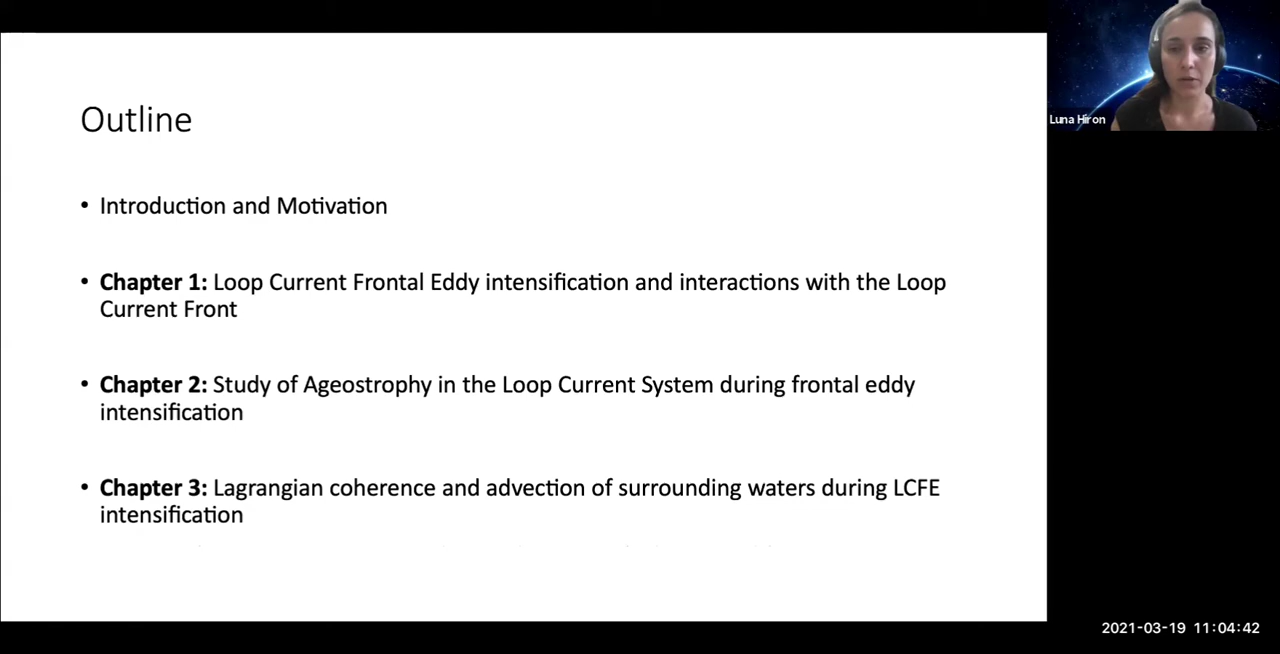 Outline
• Introduction and Motivation
• Chapter 1: Loop Current Frontal Eddy intensification and interactions with the Loop
Current Front
• Chapter 2: Study of Ageostrophy in the Loop Current System during frontal eddy
intensification
• Chapter 3: Lagrangian coherence and advection of surrounding waters during LCFE
intensification
Luna Hiron
2021-03-19 11:04:42